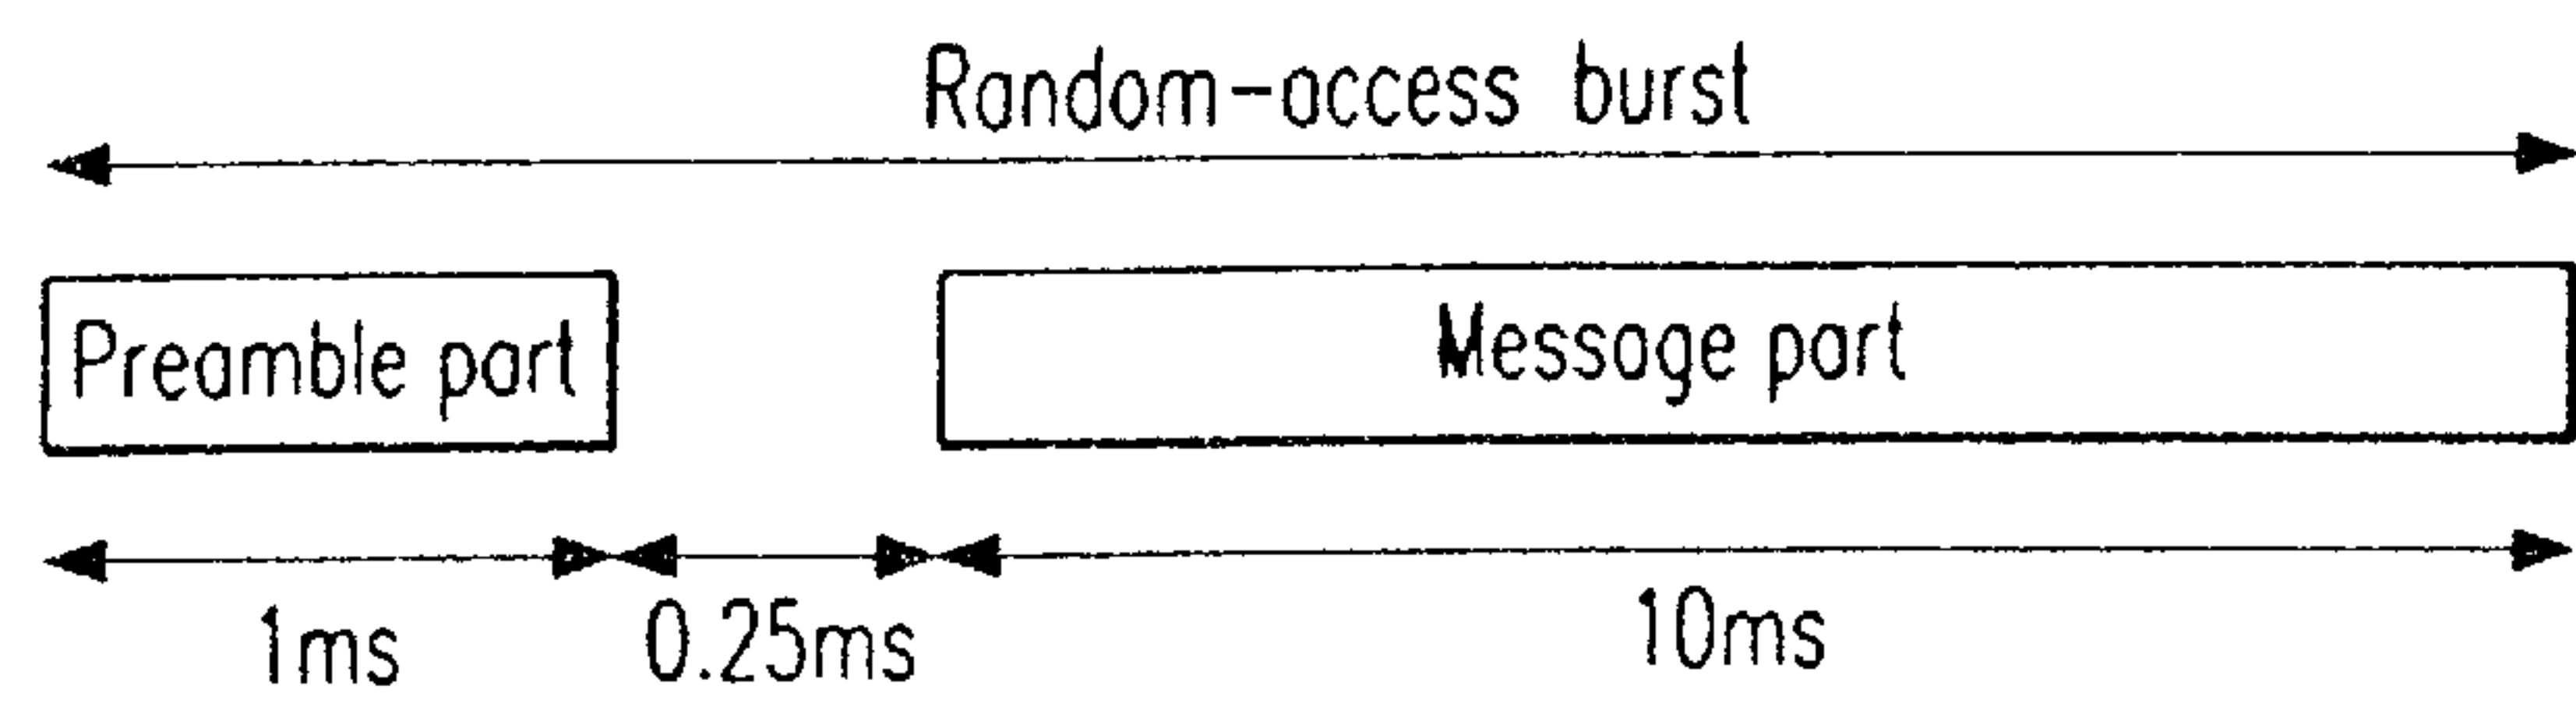 Random-access burst
Preamble part
Message part
1ms
0.25ms
10ms